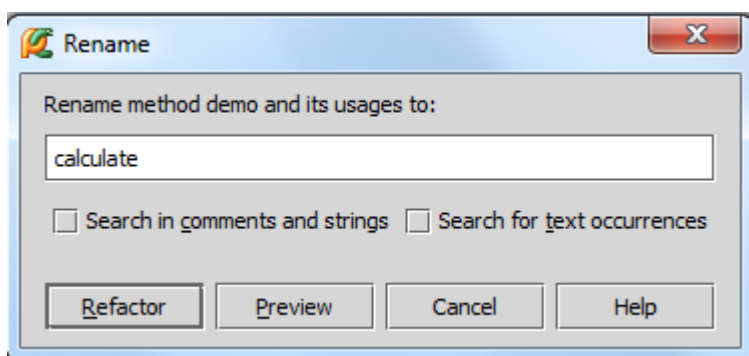 Rename
Rename method demo and its usages to:
calculate
Search in comments and strings Search for text occurrences
Refactor Preview Cancel Help